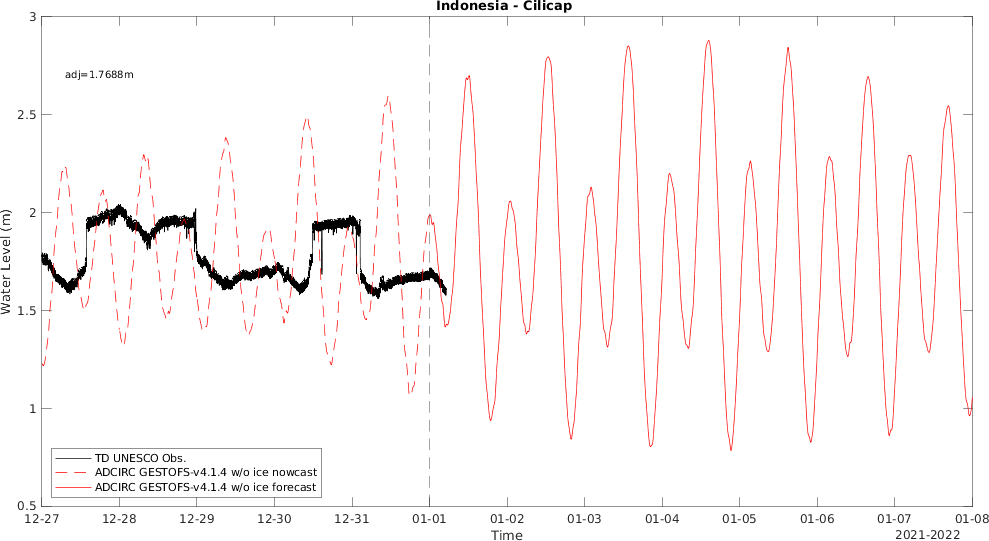 Indonesia - Cilicap
adj=1.7688m
Water Level (m)
3
2.5
2
1.5
1
0.5
TD UNESCO Obs.
ADCIRC GESTOFS-v4.1.4 w/o ice nowcast
ADCIRC GESTOFS-v4.1.4 w/o ice forecast
12-27 12-28 12-29 12-30 12-31 01-01 01-02 01-03 01-04 01-05 01-06 01-07 01-08
Time
2021-2022